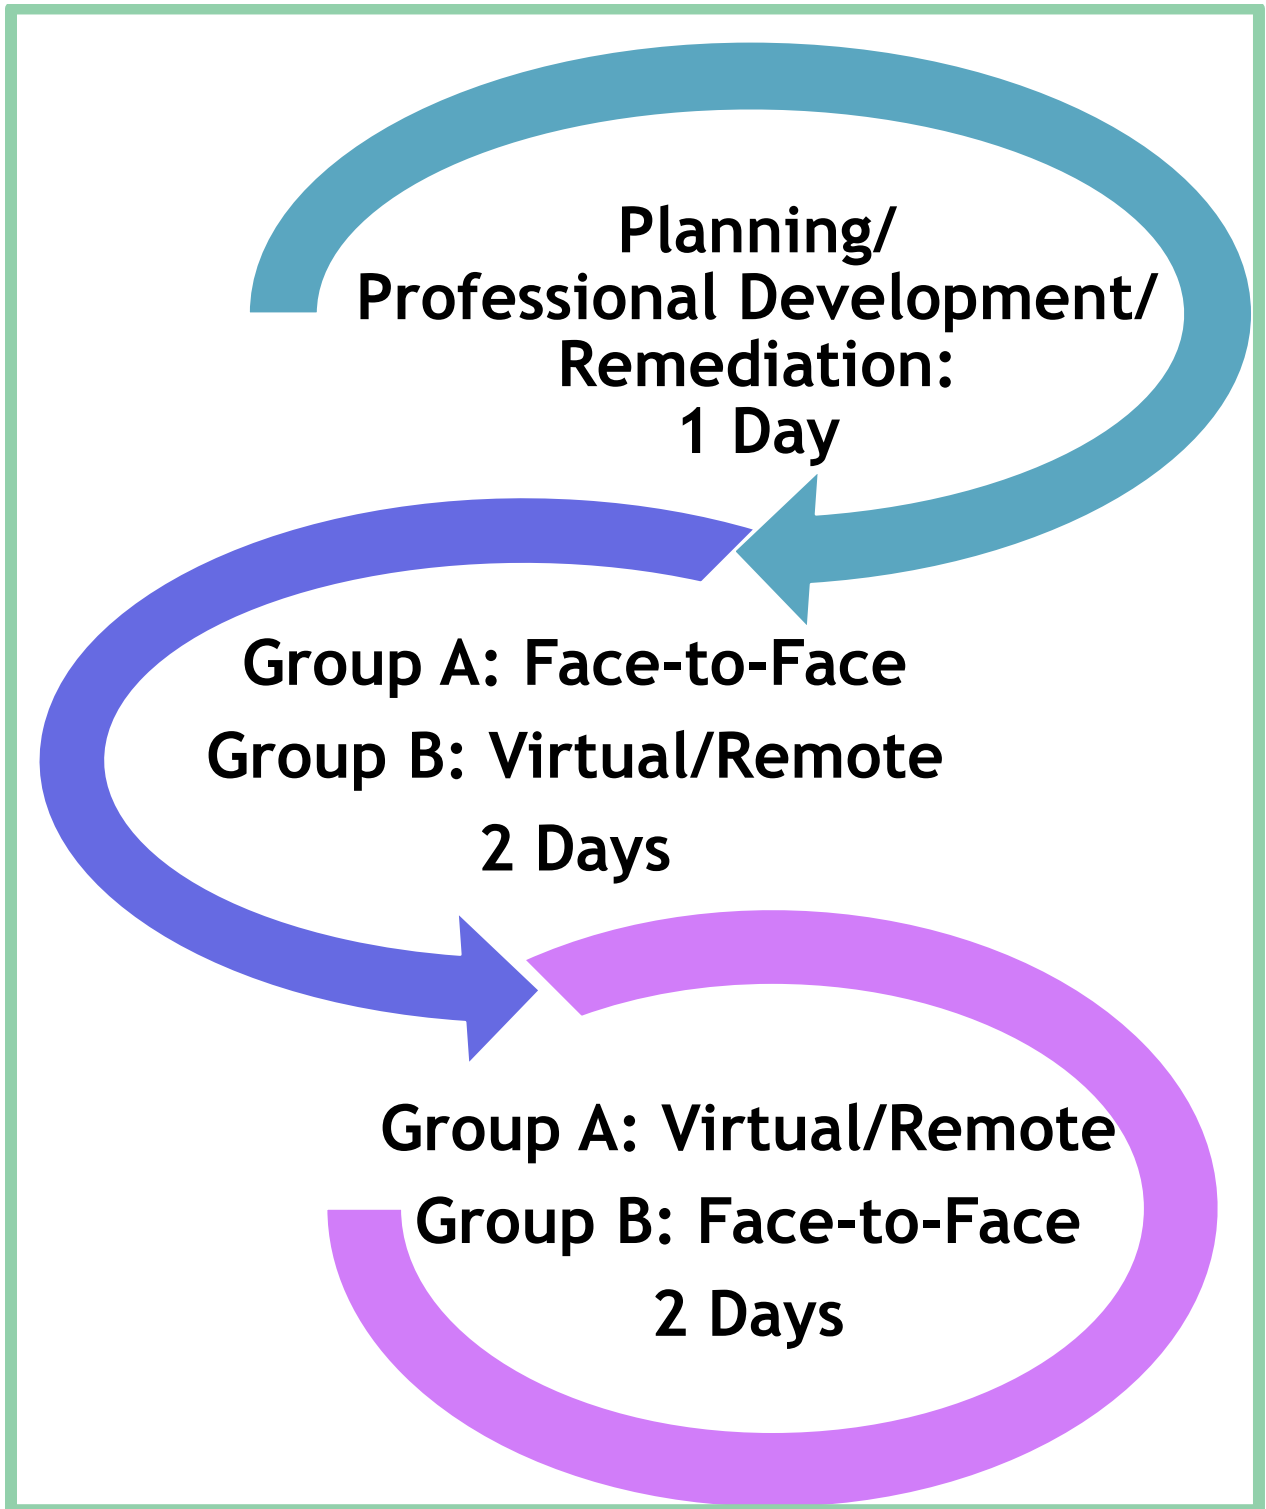 Planning/
Professional Development/
Remediation:
1 Day
Group A: Face-to-Face
Group B: Virtual/Remote
2 Days
Group A: Virtual/Remote
Group B: Face-to-Face
2 Days